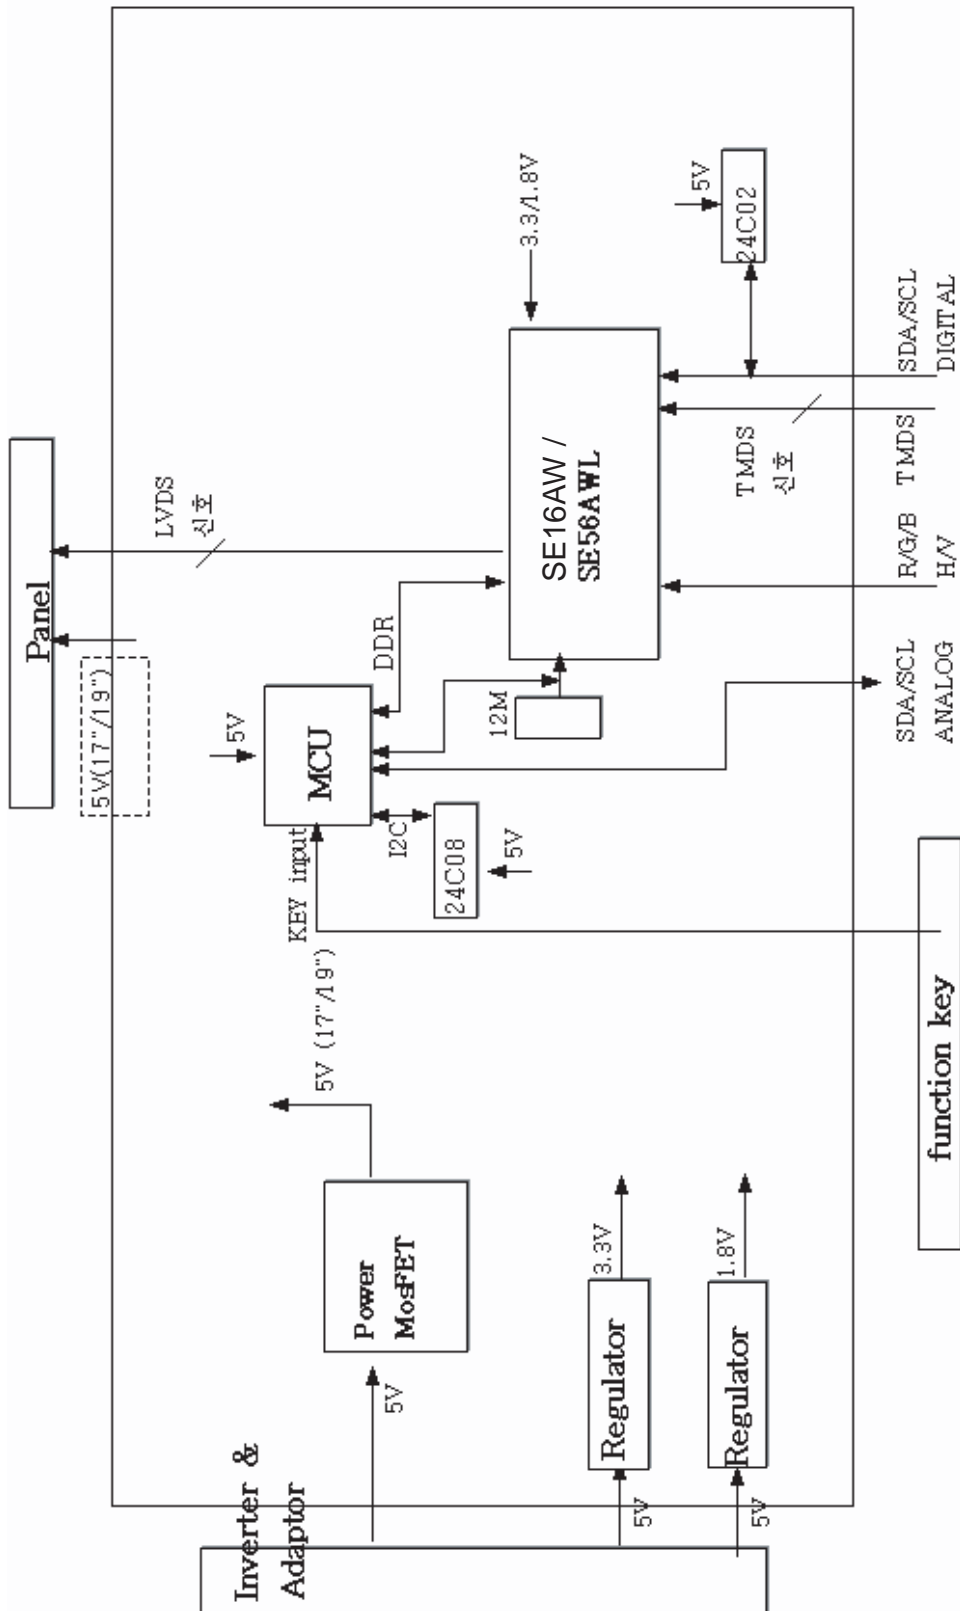 Panel
5V(17"/19")
LVDS
신호
5V
MCU
DDR
KEY input
I2C
24C08
5V
12M
SE16AW /
SE56AWL
3.3/1.8V
5V
24C02
TMDS
신호
SDA/SCL
DIGITAL
TMDS
R/G/B
H/V
SDA/SCL
ANALOG
function key
5V (17"/19")
Power
MosFET
5V
Inverter &
Adaptor
Regulator
3.3V
5V
Regulator
1.8V
5V